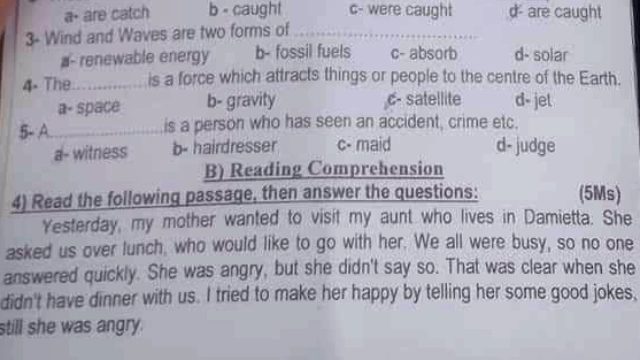 a- are catch b - caught c- were caught d- are caught
3- Wind and Waves are two forms of ........................................
a- renewable energy b- fossil fuels c- absorb d- solar
4- The...............is a force which attracts things or people to the centre of the Earth.
a- space b- gravity c- satellite d- jet
5- A........................is a person who has seen an accident, crime etc.
a- witness b- hairdresser c- maid d- judge
B) Reading Comprehension
4) Read the following passage, then answer the questions: (5Ms)
Yesterday, my mother wanted to visit my aunt who lives in Damietta. She
asked us over lunch, who would like to go with her. We all were busy, so no one
answered quickly. She was angry, but she didn't say so. That was clear when she
didn't have dinner with us. I tried to make her happy by telling her some good jokes,
still she was angry.